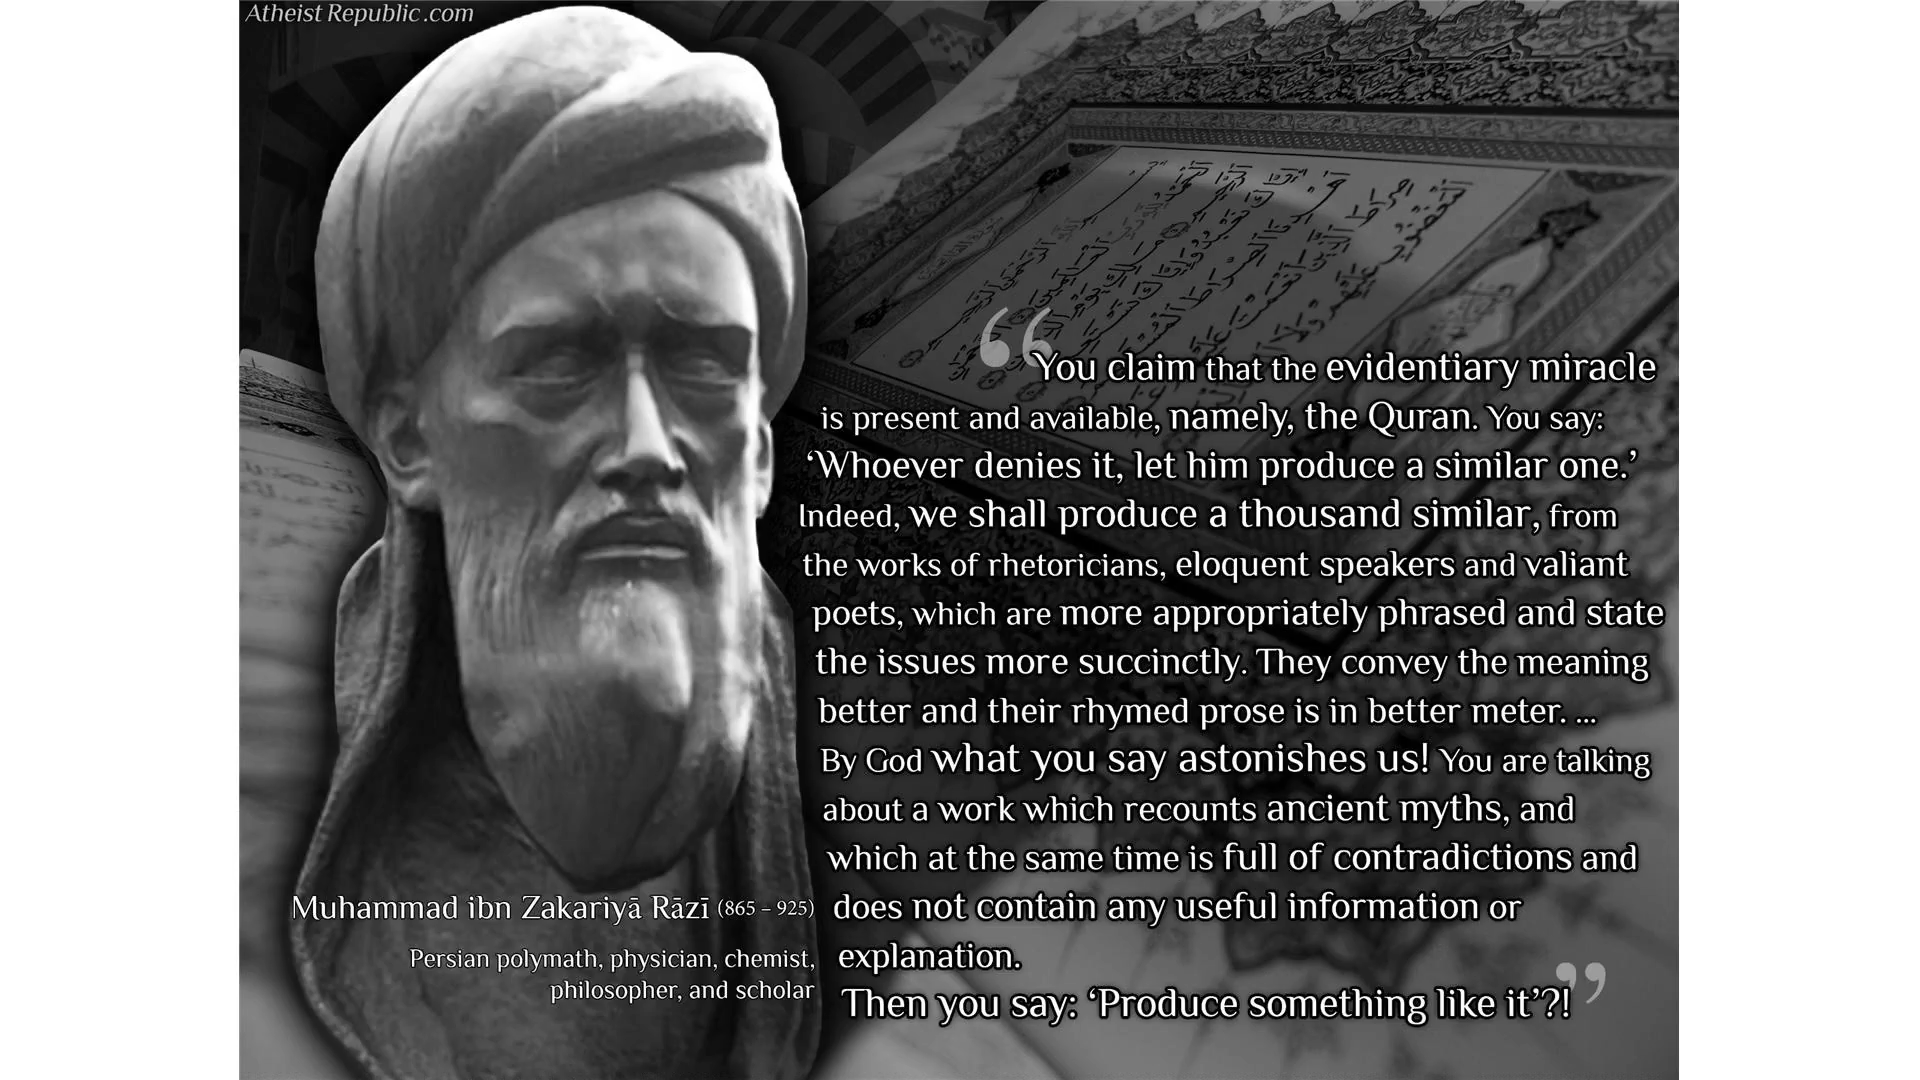 Atheist Republic.com
“You claim that the evidentiary miracle
is present and available, namely, the Quran. You say:
‘Whoever denies it, let him produce a similar one.’
Indeed, we shall produce a thousand similar, from
the works of rhetoricians, eloquent speakers and valiant
poets, which are more appropriately phrased and state
the issues more succinctly. They convey the meaning
better and their rhymed prose is in better meter. ...
By God what you say astonishes us! You are talking
about a work which recounts ancient myths, and
which at the same time is full of contradictions and
does not contain any useful information or
explanation.
Then you say: ‘Produce something like it’?!”
Muhammad ibn Zakariyā Rāzī (865 – 925)
Persian polymath, physician, chemist,
philosopher, and scholar